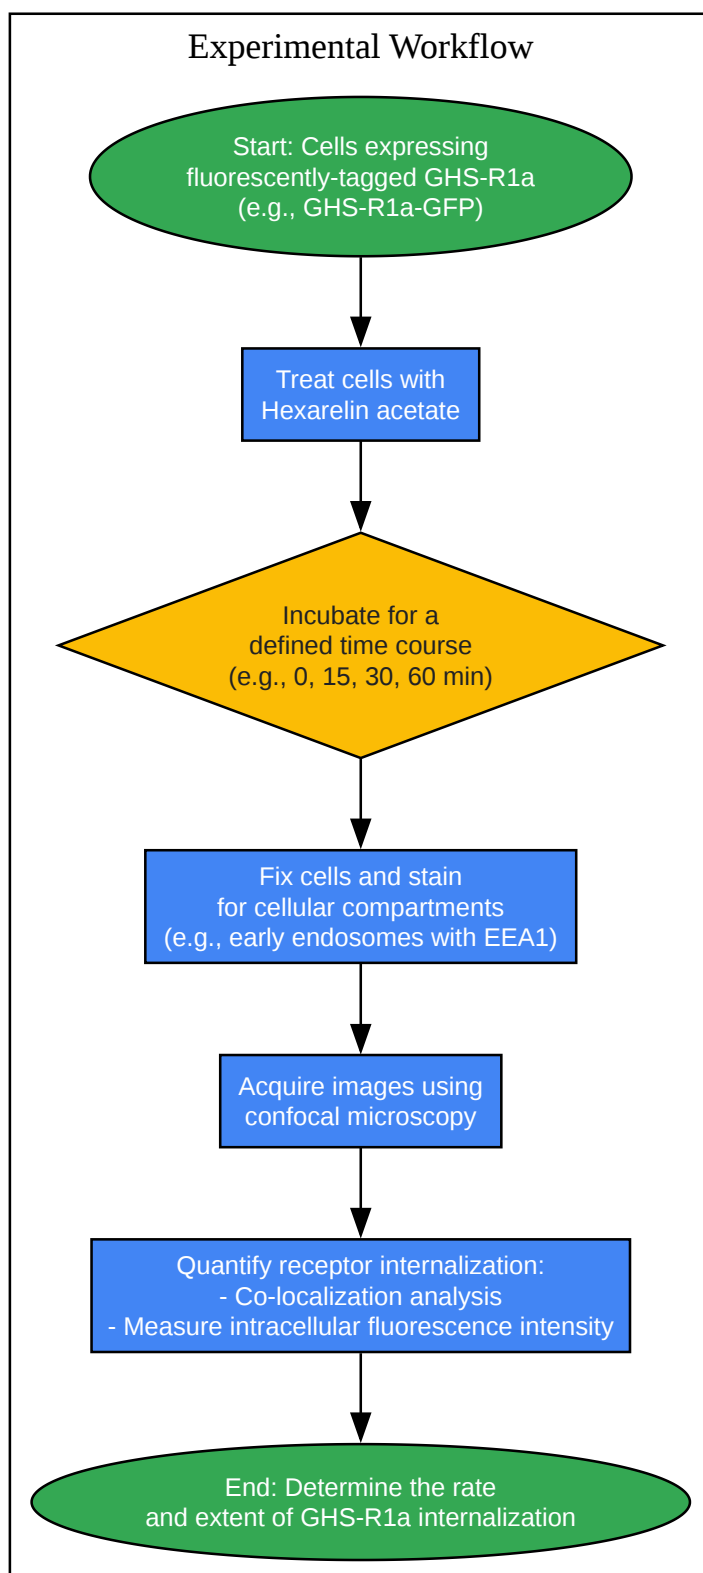 Experimental Workflow
Start: Cells expressing
fluorescently-tagged GHS-R1a
(e.g., GHS-R1a-GFP)
Treat cells with
Hexarelin acetate
Incubate for a
defined time course
(e.g., 0, 15, 30, 60 min)
Fix cells and stain
for cellular compartments
(e.g., early endosomes with EEA1)
Acquire images using
confocal microscopy
Quantify receptor internalization:
- Co-localization analysis
- Measure intracellular fluorescence intensity
End: Determine the rate
and extent of GHS-R1a internalization